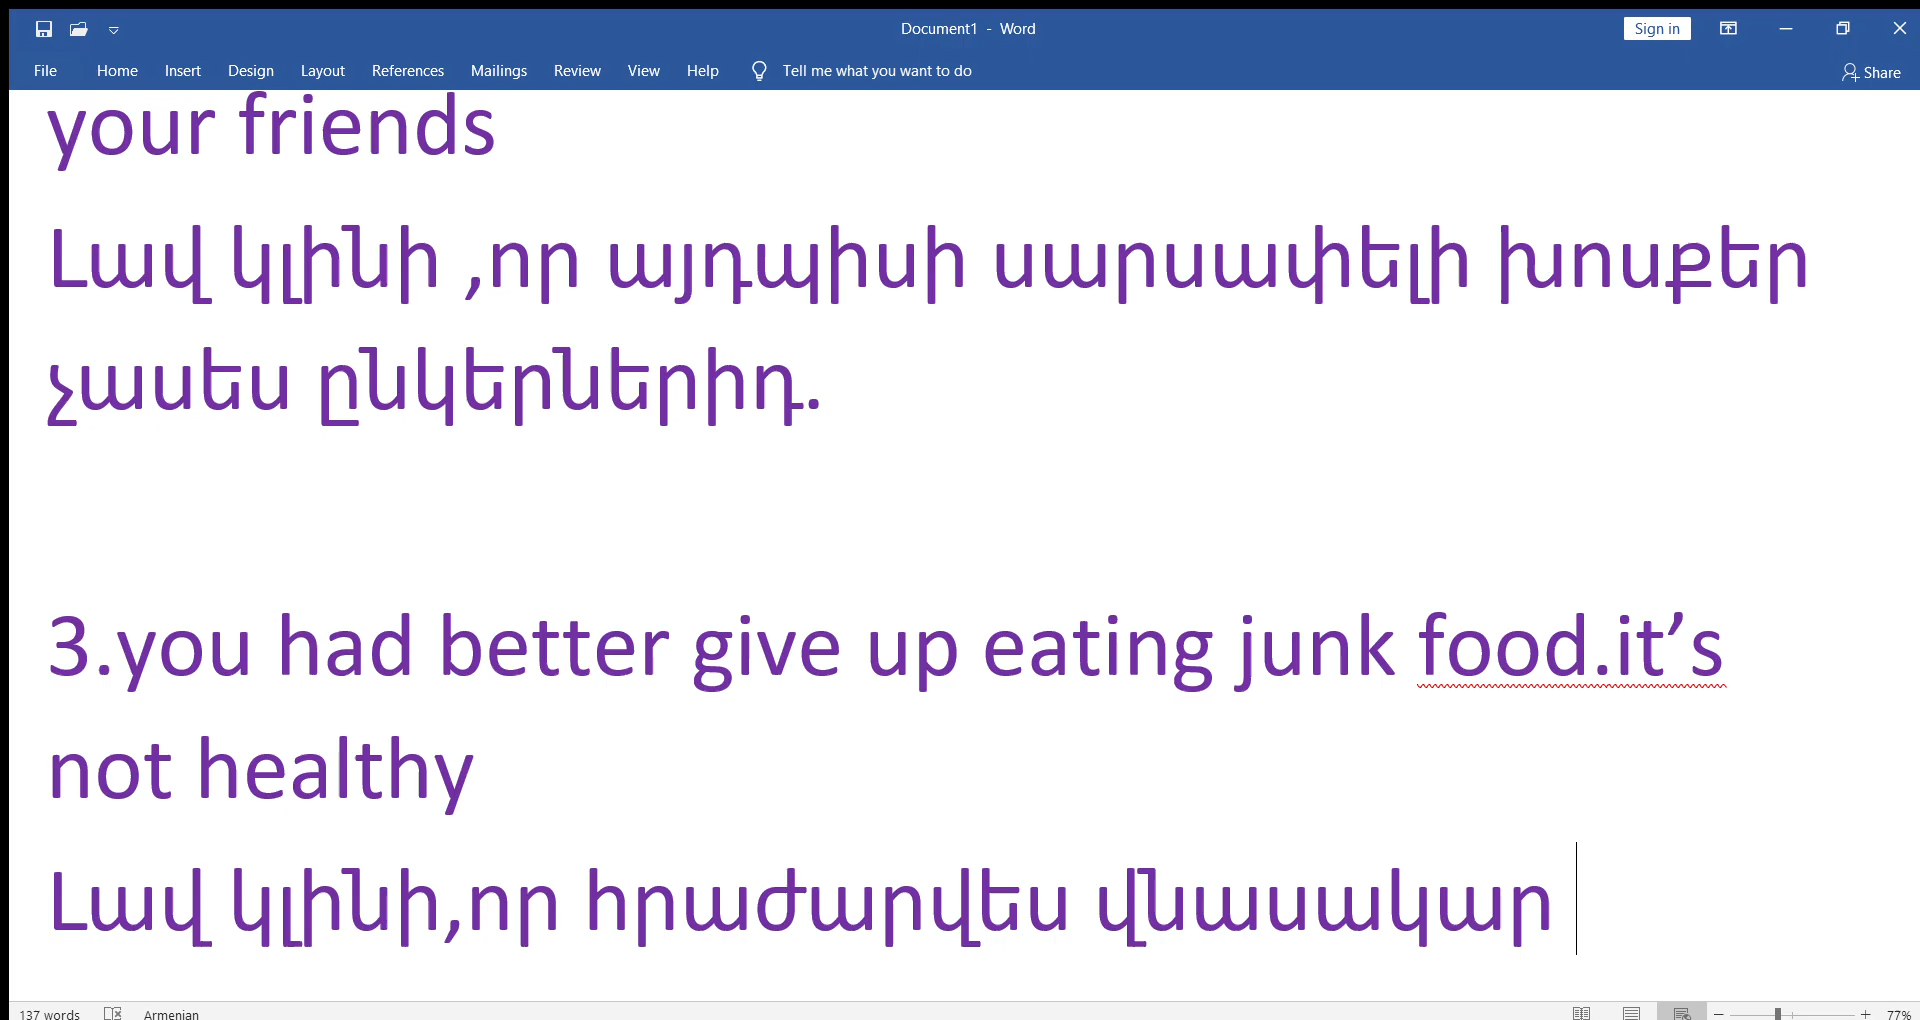 Document1 - Word
Sign in
File Home Insert Design Layout References Mailings Review View Help Tell me what you want to do
Share
your friends
Լավ կլինի ,որ այդպիսի սարսափելի խոսքեր
չասես ընկերներիդ.
3.you had better give up eating junk food.it’s
not healthy
Լավ կլինի,որ հրաժարվես վնասակար
137 words Armenian
77%